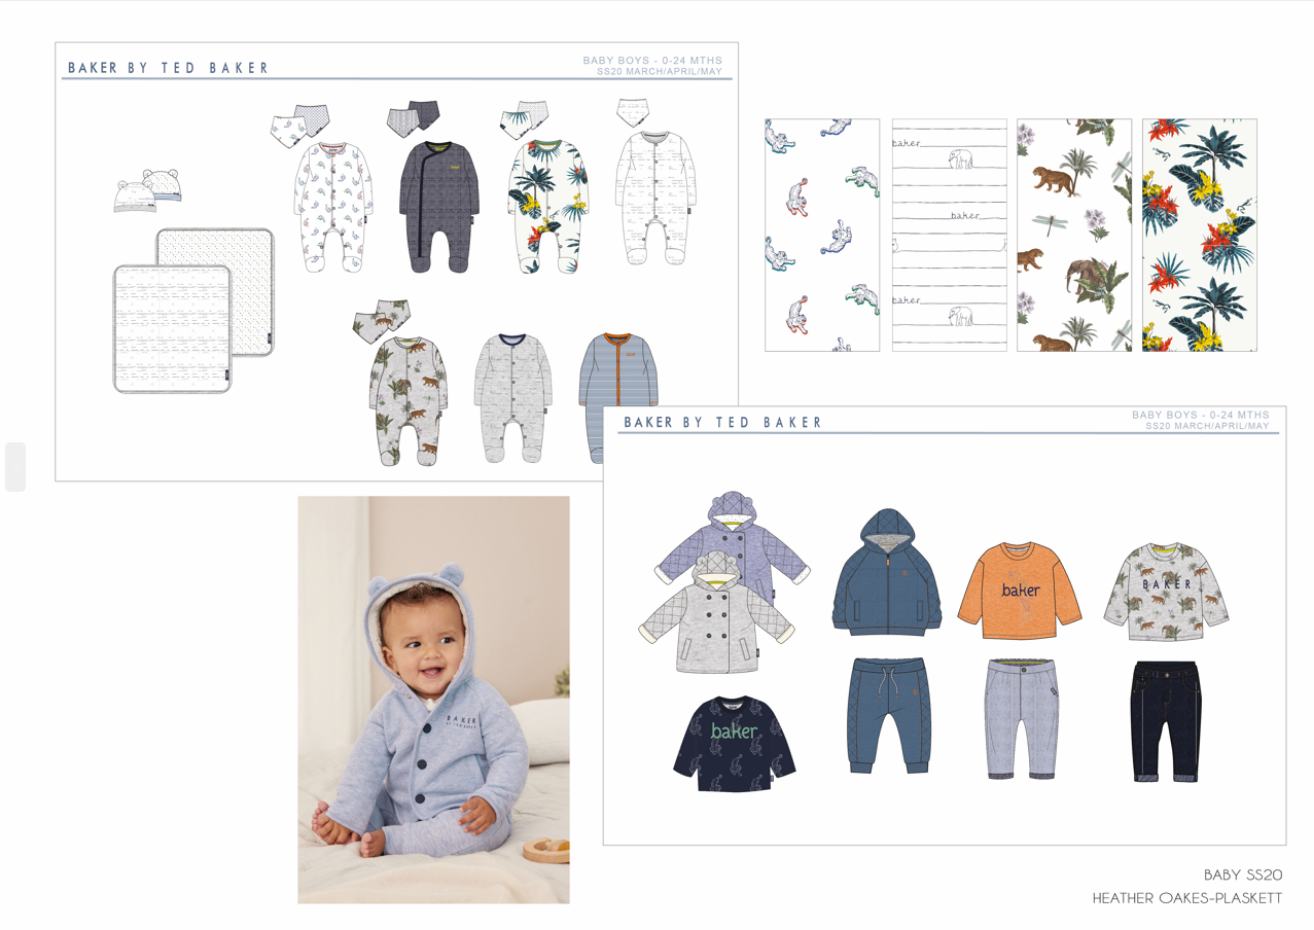 BAKER BY TED BAKER
BABY BOYS - 0-24 MTHS
SS20 MARCH/APRIL/MAY
baker
baker
baker
BAKER BY TED BAKER
BABY BOYS - 0-24 MTHS
SS20 MARCH/APRIL/MAY
baker
BAKER
baker
BAKER
BY TED BAKER
BABY SS20
HEATHER OAKES-PLASKETT